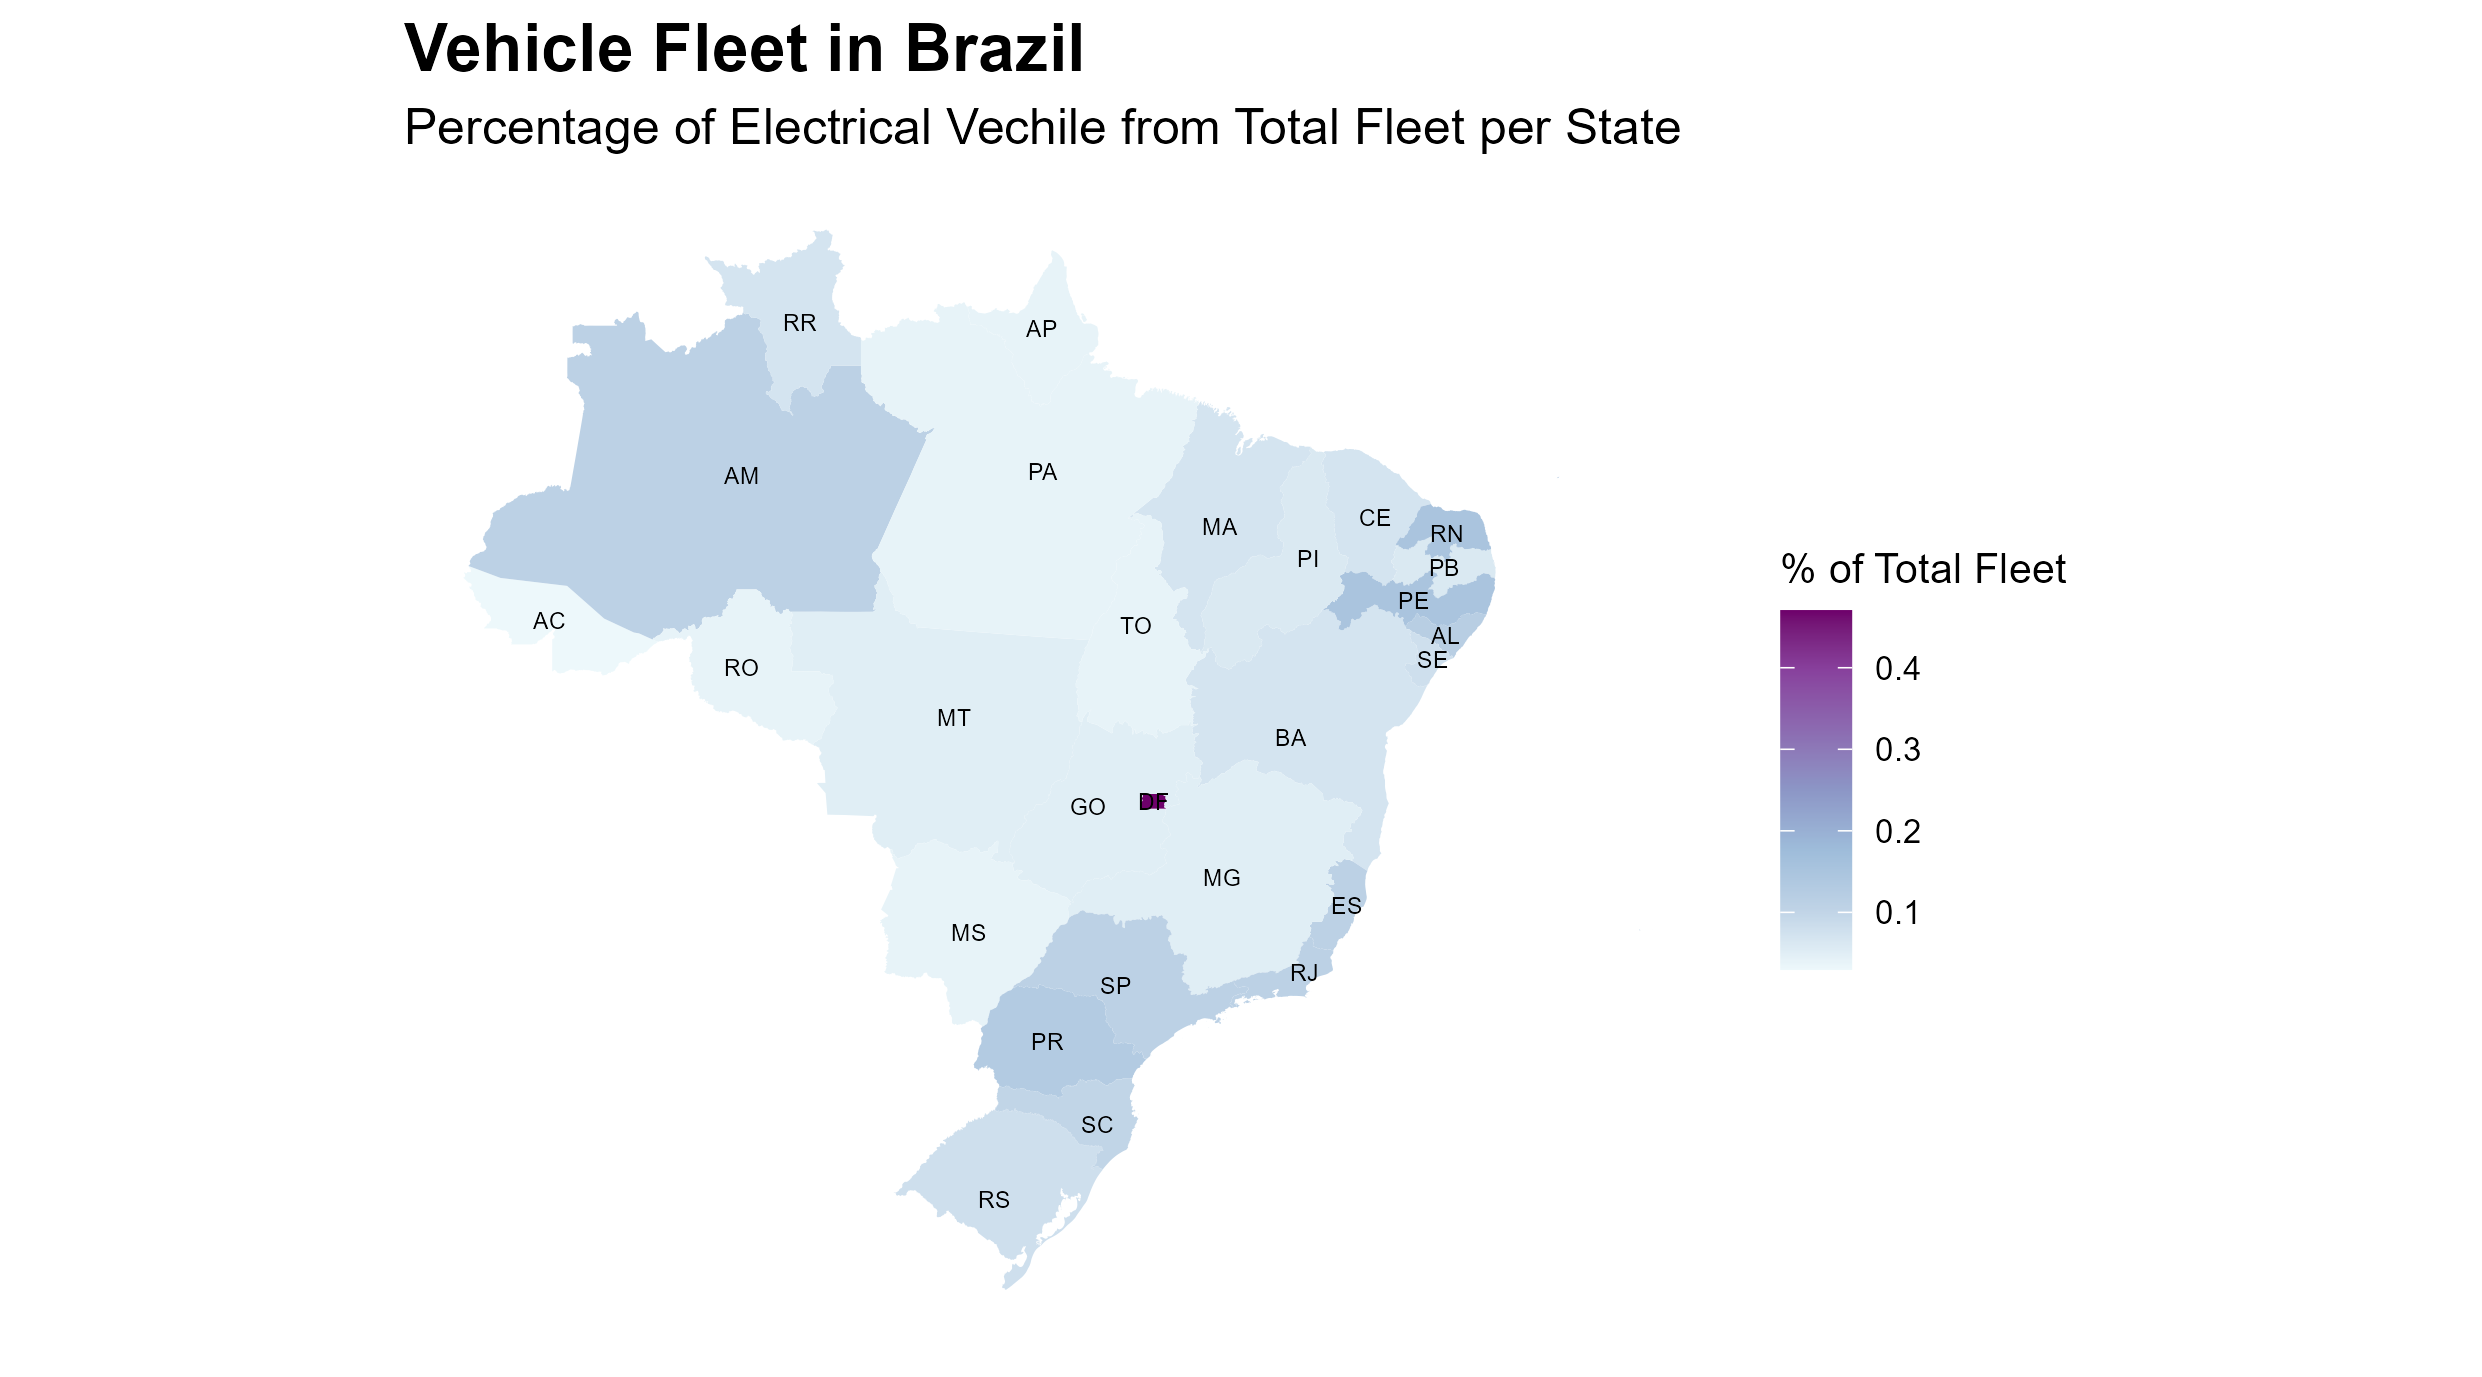 Vehicle Fleet in Brazil
Percentage of Electrical Vechile from Total Fleet per State
RR
AP
AM
PA
MA
CE
RN
PI
PB
PE
AC
TO
AL
RO
SE
MT
BA
GO
DF
MG
ES
MS
RJ
SP
PR
SC
RS
% of Total Fleet
0.4
0.3
0.2
0.1